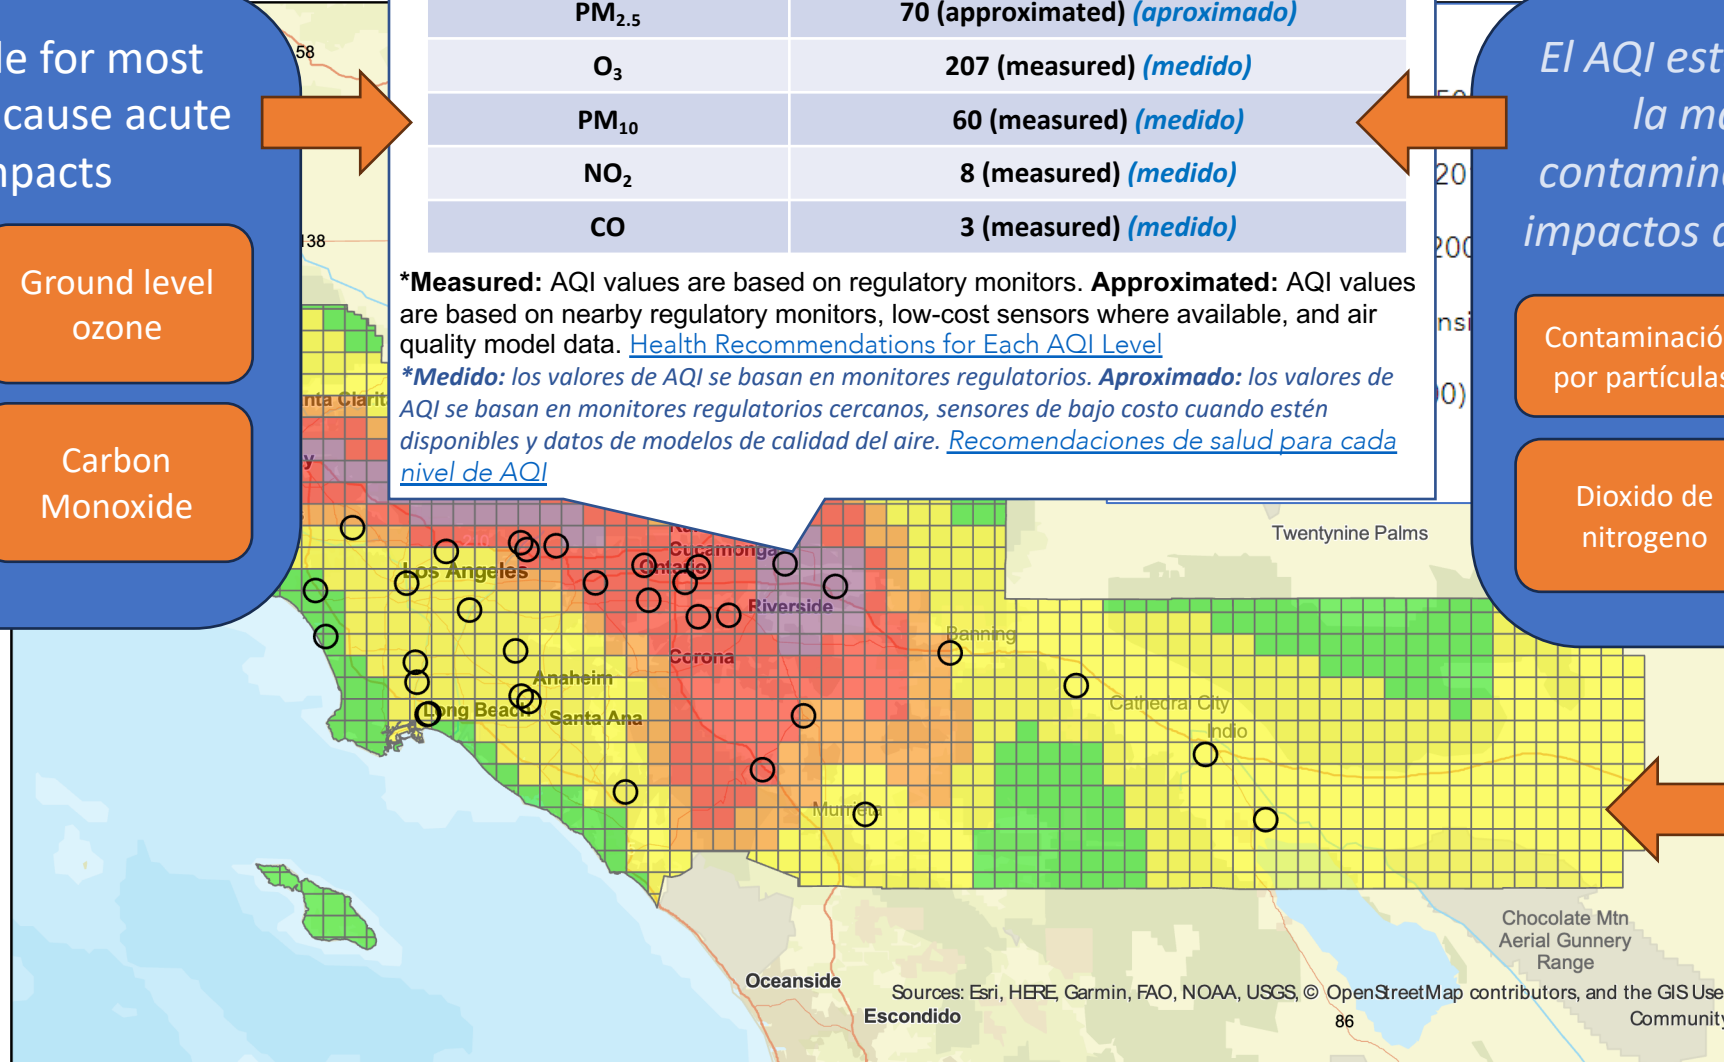 for most
cause acute
Ground level
ozone
Carbon
Monoxide
PM2.5 70 (approximated) (aproximado)
O3 207 (measured) (medido)
PM10 60 (measured) (medido)
NO2 8 (measured) (medido)
CO 3 (measured) (medido)
*Measured: AQI values are based on regulatory monitors. Approximated: AQI values
are based on nearby regulatory monitors, low-cost sensors where available, and air
quality model data. Health Recommendations for Each AQI Level
*Medido: los valores de AQI se basan en monitores regulatorios. Aproximado: los valores de
AQI se basan en monitores regulatorios cercanos, sensores de bajo costo cuando estén
disponibles y datos de modelos de calidad del aire. Recomendaciones de salud para cada
nivel de AQI
El AQI
la
impactos
por partículas
Dioxido de
nitrogeno
58
138
Twentynine Palms
Cucamonga
Ontario
Los Angeles
210
Riverside
Banning
Corona
Anaheim
Long Beach
Santa Ana
Cathedral City
Indio
Murrieta
Chocolate Mtn
Aerial Gunnery
Range
Oceanside
Escondido
86
Sources: Esri, HERE, Garmin, FAO, NOAA, USGS, © OpenStreetMap contributors, and the GIS
Community